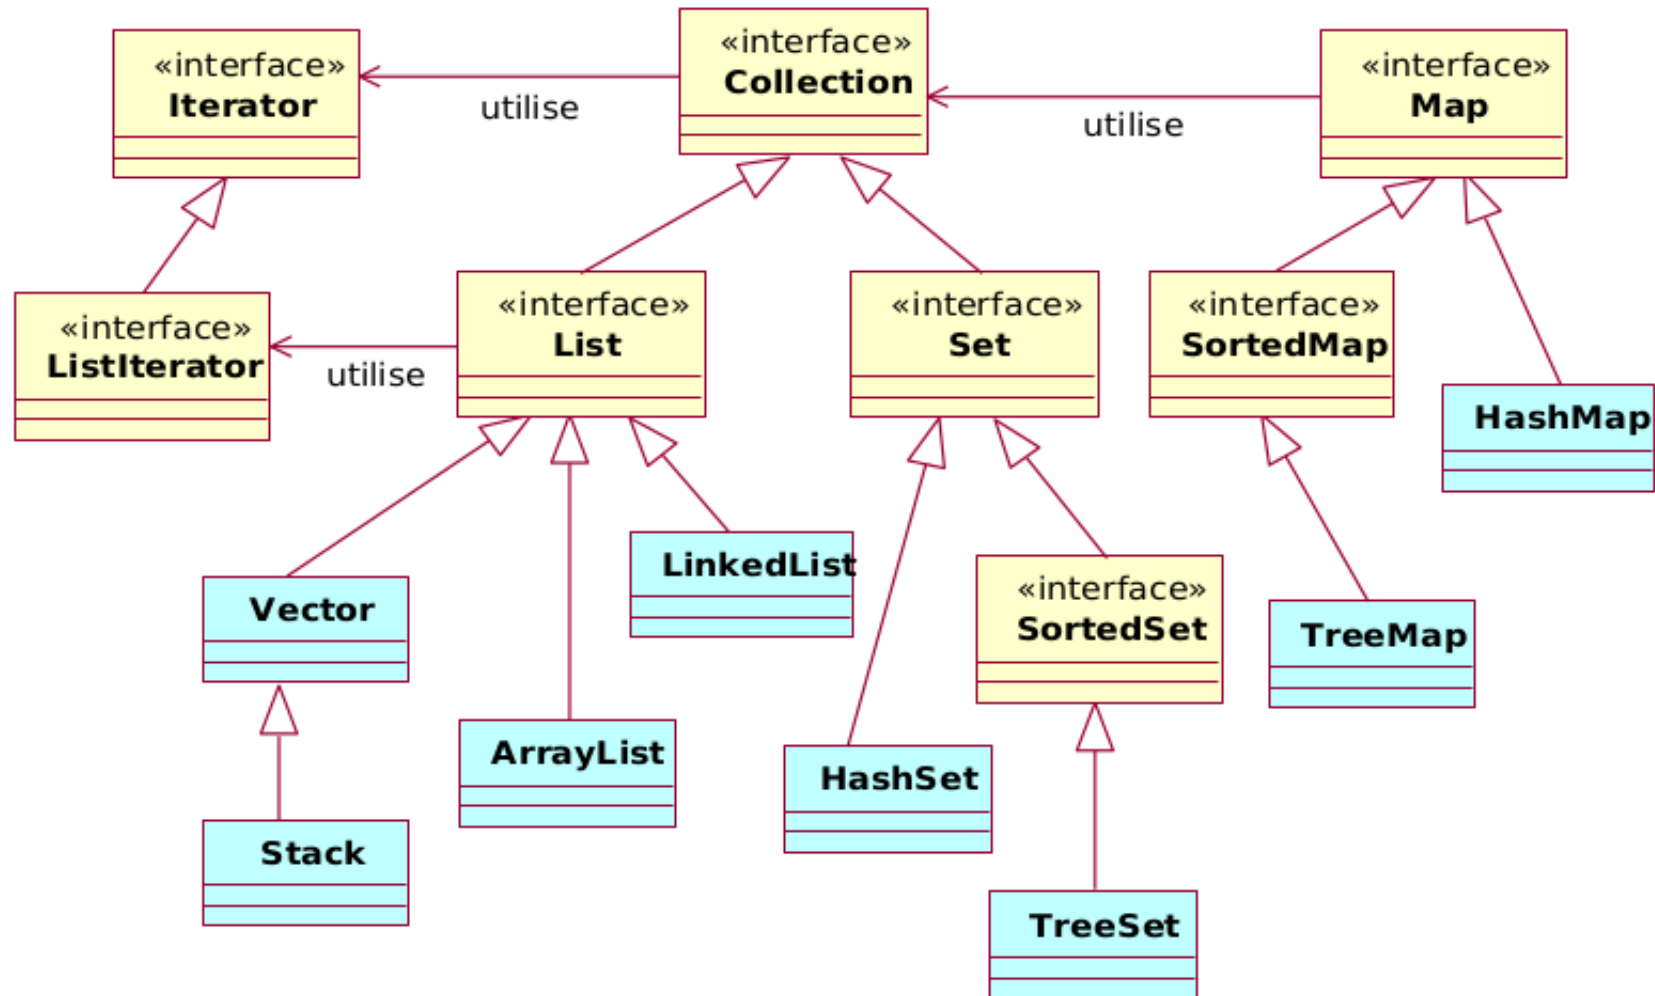 «interface»
Iterator
«interface»
Collection
«interface»
Map
utilise
utilise
«interface»
ListIterator
«interface»
List
«interface»
Set
«interface»
SortedMap
utilise
HashMap
LinkedList
Vector
«interface»
SortedSet
TreeMap
ArrayList
HashSet
Stack
TreeSet